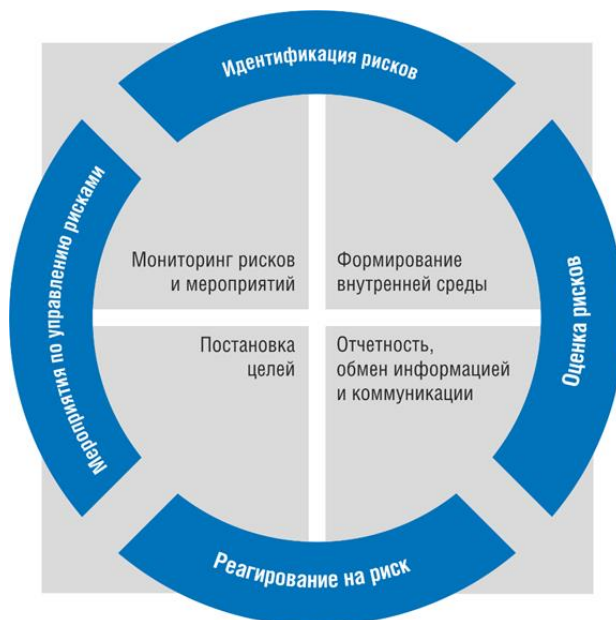 Идентификация рисков
Мероприятия по управлению рисками
Мониторинг рисков
и мероприятий
Формирование
внутренней среды
Оценка рисков
Постановка
целей
Отчетность,
обмен информацией
и коммуникации
Реагирование на риск